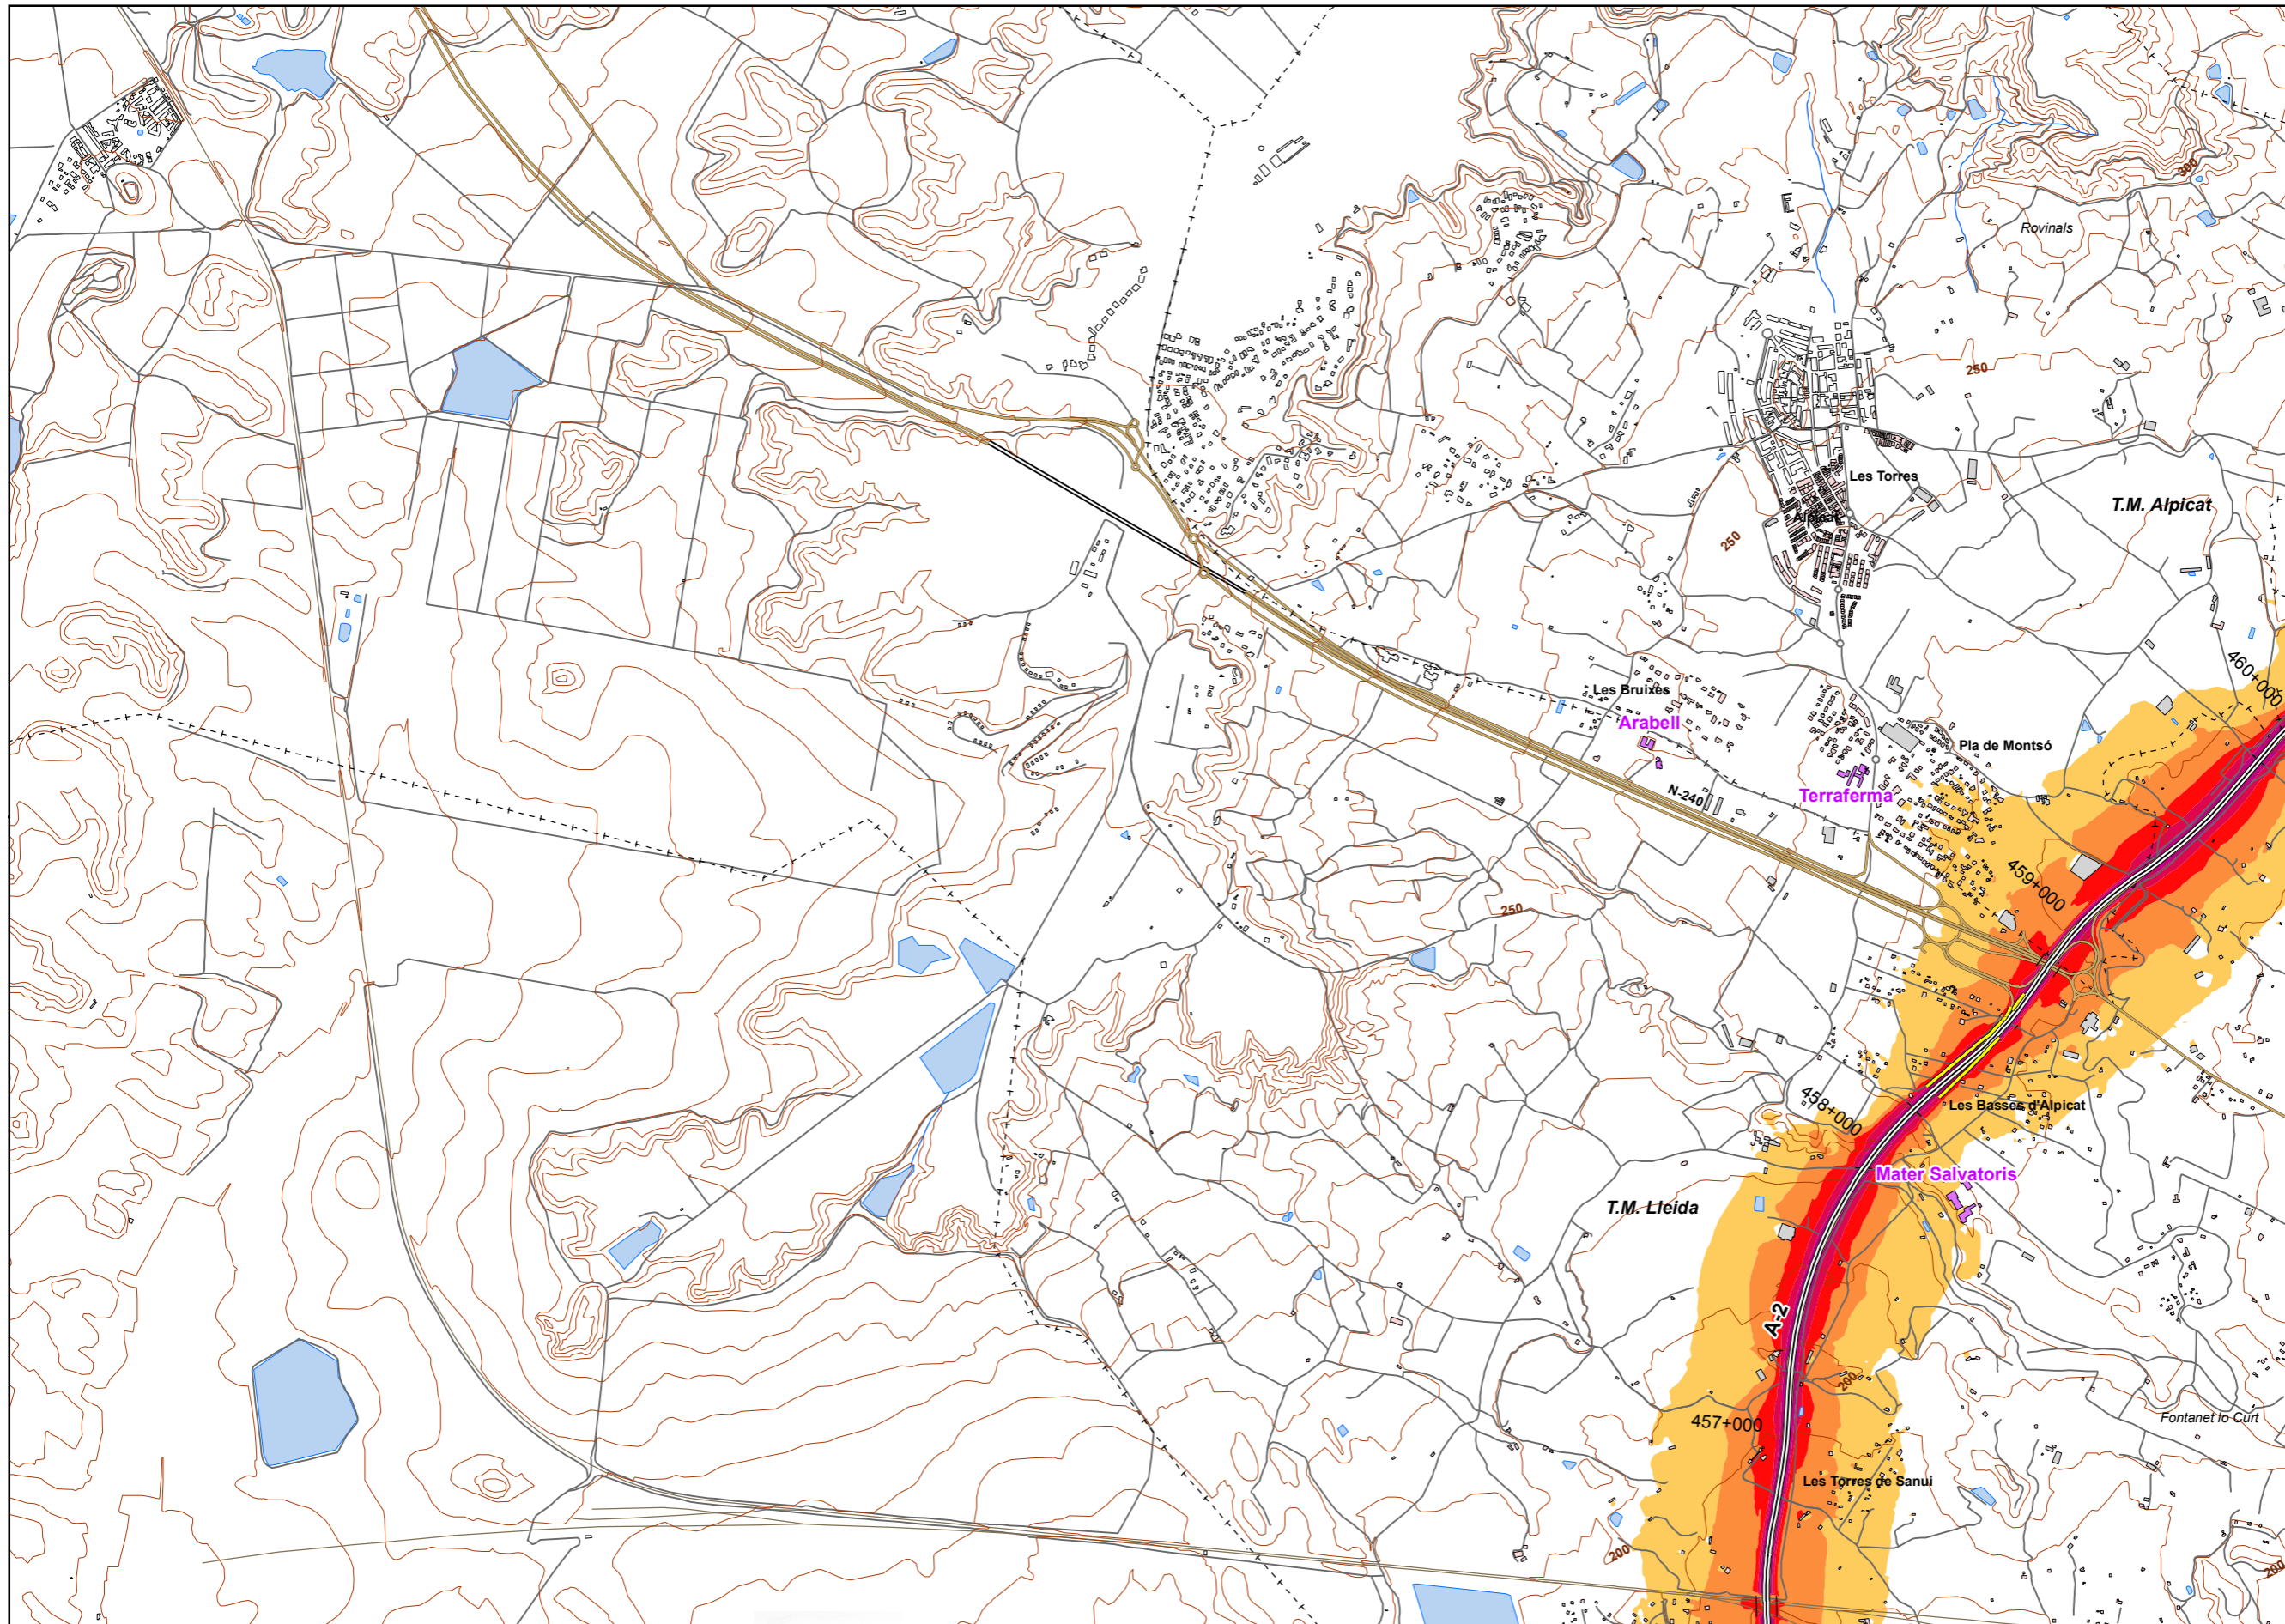 300
Rovinals
250
Les Torres
T.M. Alpicat
Alpicat
250
460+000
Les Bruixes
Arabell
Pla de Montsó
Terraferma
N-240
459+000
250
458+000
Les Basses d'Alpicat
Mater Salvatoris
T.M. Lleida
A-2
200
457+000
Fontanet lo Curt
Les Torres de Sanui
200
200